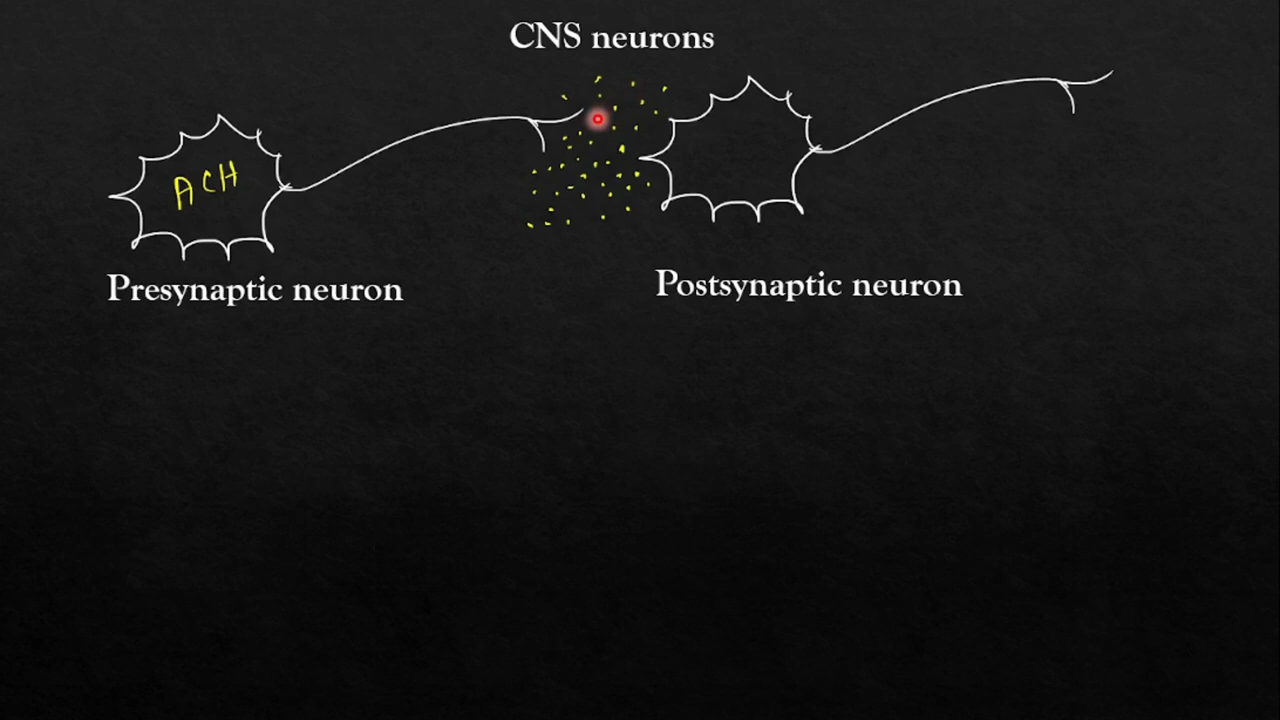 CNS neurons
ACH
Presynaptic neuron
Postsynaptic neuron